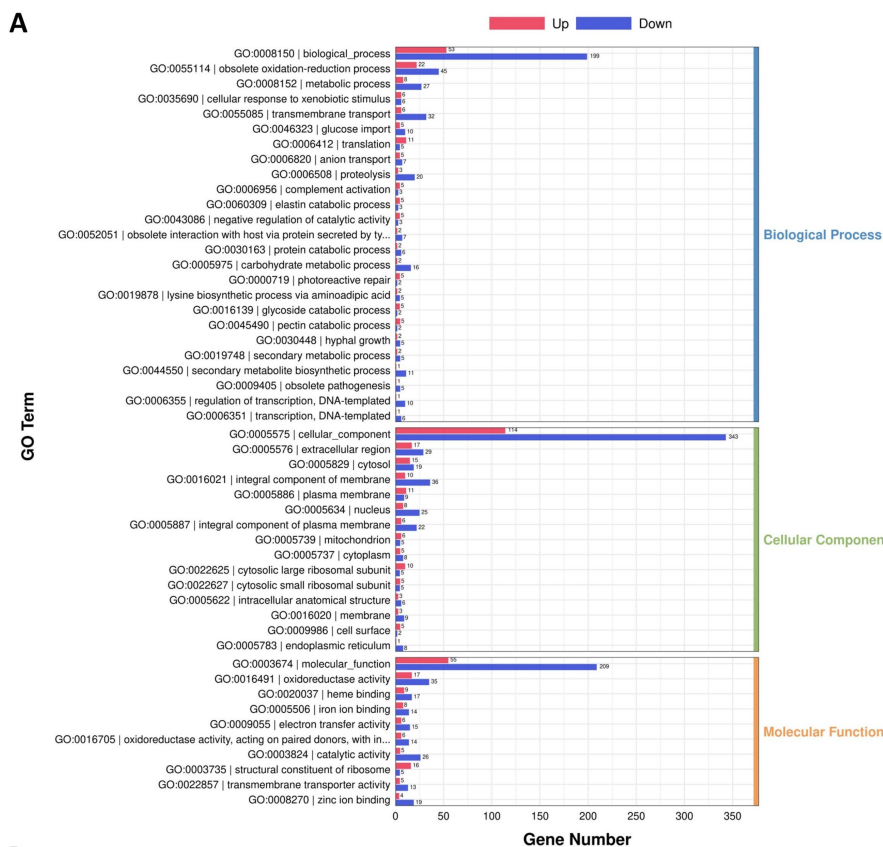 A
Up Down
GO:0008150 | biological_process 53 199
GO:0055114 | obsolete oxidation-reduction process 22 45
GO:0008152 | metabolic process 8 27
GO:0035690 | cellular response to xenobiotic stimulus 6 6
GO:0055085 | transmembrane transport 6 32
GO:0046323 | glucose import 5 10
GO:0006412 | translation 11 5
GO:0006820 | anion transport 5 7
GO:0006508 | proteolysis 3 20
GO:0006956 | complement activation 5 3
GO:0060309 | elastin catabolic process 5 3
GO:0043086 | negative regulation of catalytic activity 5 3
GO:0052051 | obsolete interaction with host via protein secreted by ty... 2 7
GO:0030163 | protein catabolic process 2 6
GO:0005975 | carbohydrate metabolic process 2 16
GO:0000719 | photoreactive repair 5 2
GO:0019878 | lysine biosynthetic process via aminoadipic acid 2 5
GO:0016139 | glycoside catabolic process 5 2
GO:0045490 | pectin catabolic process 5 2
GO:0030448 | hyphal growth 2 5
GO:0019748 | secondary metabolic process 2 5
GO:0044550 | secondary metabolite biosynthetic process 1 11
GO:0009405 | obsolete pathogenesis 1 5
GO:0006355 | regulation of transcription, DNA-templated 1 10
GO:0006351 | transcription, DNA-templated 1 6
Biological Process
GO:0005575 | cellular_component 114 343
GO:0005576 | extracellular region 17 29
GO:0005829 | cytosol 15 19
GO:0016021 | integral component of membrane 10 36
GO:0005886 | plasma membrane 11 9
GO:0005634 | nucleus 8 25
GO:0005887 | integral component of plasma membrane 6 22
GO:0005739 | mitochondrion 6 5
GO:0005737 | cytoplasm 5 8
GO:0022625 | cytosolic large ribosomal subunit 10 5
GO:0022627 | cytosolic small ribosomal subunit 5 5
GO:0005622 | intracellular anatomical structure 3 6
GO:0016020 | membrane 3 9
GO:0009986 | cell surface 5 2
GO:0005783 | endoplasmic reticulum 1 8
Cellular Component
GO:0003674 | molecular_function 55 209
GO:0016491 | oxidoreductase activity 17 35
GO:0020037 | heme binding 9 17
GO:0005506 | iron ion binding 8 14
GO:0009055 | electron transfer activity 6 15
GO:0016705 | oxidoreductase activity, acting on paired donors, with in... 6 14
GO:0003824 | catalytic activity 5 26
GO:0003735 | structural constituent of ribosome 16 5
GO:0022857 | transmembrane transporter activity 5 13
GO:0008270 | zinc ion binding 4 19
Molecular Function
GO Term
0 50 100 150 200 250 300 350
Gene Number